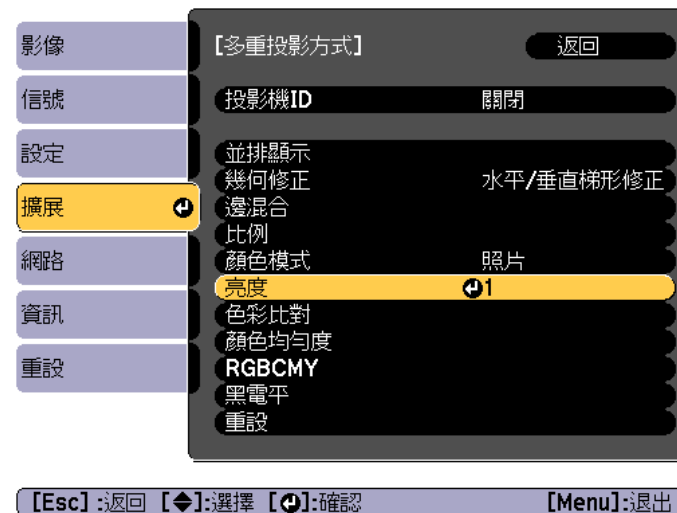 影像
信號
設定
擴展
網路
資訊
重設
[多重投影方式] 返回
投影機ID 關閉
並排顯示
幾何修正 水平/垂直梯形修正
邊混合
比例
顏色模式 照片
亮度 1
色彩比對
顏色均勻度
RGBCMY
黑電平
重設
[Esc] :返回 [◆]:選擇 [↵]:確認 [Menu]:退出